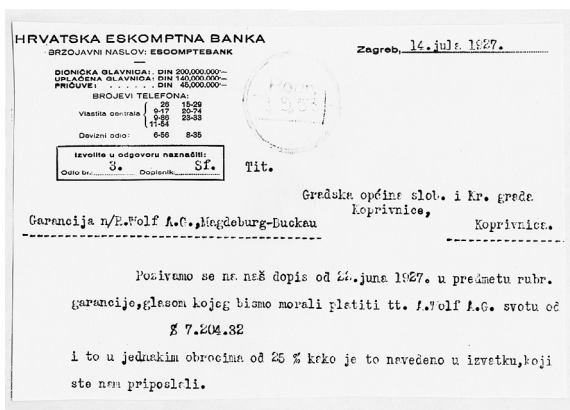 HRVATSKA ESKOMPTNA BANKA
BRZOJAVNI NASLOV: ESCOMPTEBANK
Zagreb, 14. jula 1927.
DIONIČKA GLAVNICA: . DIN 200,000.000·—
UPLAĆENA GLAVNICA: DIN 140,000.000·—
PRIČUVE: . . . . . . DIN 45,000.000·—
BROJEVI TELEFONA:
Vlastita centrala { 26 15-29
9-17 20-74
9-86 23-33
11-54
Devizni odio: 6-56 8-35
Izvolite u odgovoru naznačiti:
Odio br. 3. Dopisnik: Sf.
Tit.
Gradska općina slob. i Kr. grada
Koprivnice,
Garancija n/R.Wolf A.G.,Magdeburg-Buckau
Koprivnica.
Pozivamo se na naš dopis od 22.juna 1927. u predmetu rubr.
garancije,glasom kojeg bismo morali platiti tt. A.Wolf A.G. svotu od
$ 7.204.32
i to u jednakim obrocima od 25 % kako je to navedeno u izvatku,koji
ste nam priposlali.